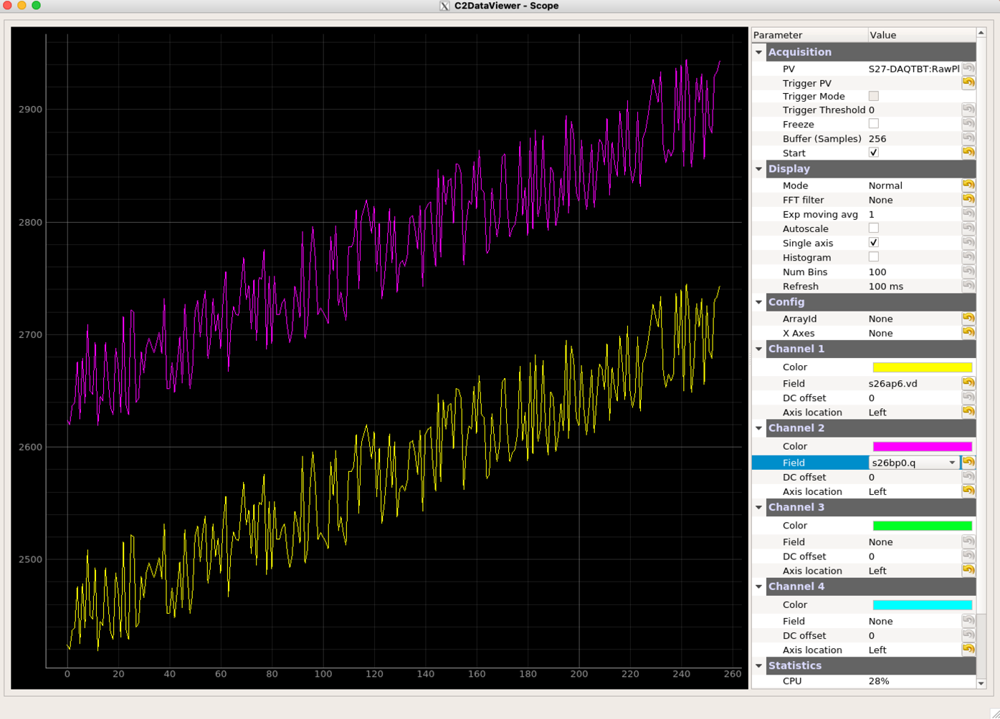 C2DataViewer - Scope
2900
2800
2700
2600
2500
0 20 40 60 80 100 120 140 160 180 200 220 240 260
Parameter Value
Acquisition
PV S27-DAQTBT:RawPl
Trigger PV
Trigger Mode
Trigger Threshold 0
Freeze
Buffer (Samples) 256
Start
Display
Mode Normal
FFT filter None
Exp moving avg 1
Autoscale
Single axis
Histogram
Num Bins 100
Refresh 100 ms
Config
ArrayId None
X Axes None
Channel 1
Color
Field s26ap6.vd
DC offset 0
Axis location Left
Channel 2
Color
Field s26bp0.q
DC offset 0
Axis location Left
Channel 3
Color
Field None
DC offset 0
Axis location Left
Channel 4
Color
Field None
DC offset 0
Axis location Left
Statistics
CPU 28%